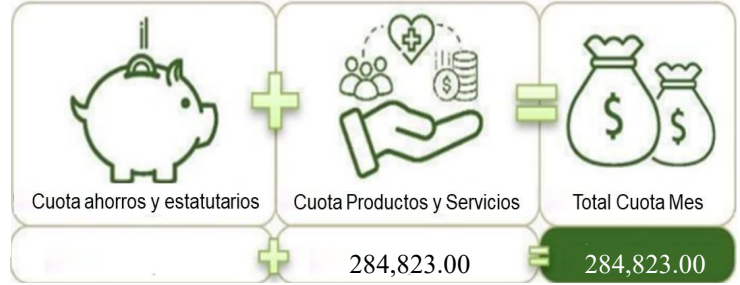 Cuota ahorros y estatutarios
Cuota Productos y Servicios
Total Cuota Mes
284,823.00
284,823.00